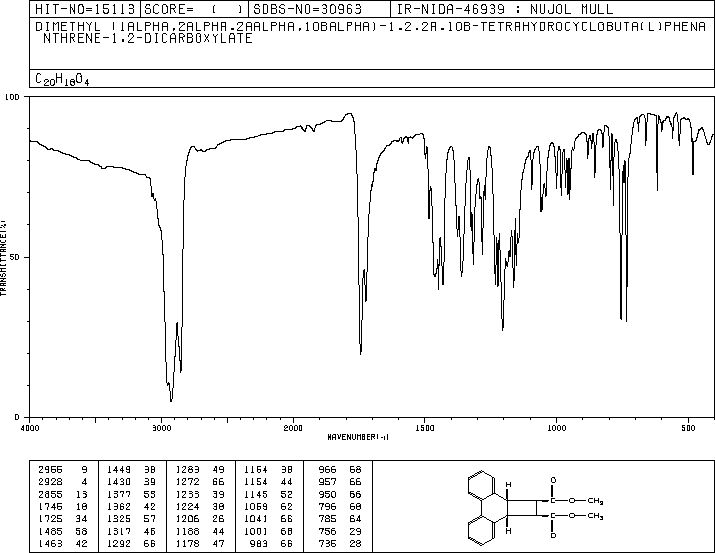 HIT-NO=15113 SCORE= ( ) SDBS-NO=30963 IR-NIDA-46939 : NUJOL MULL
DIMETHYL (1ALPHA,2ALPHA,2AALPHA,10BALPHA)-1,2,2A,10B-TETRAHYDROCYCLOBUTA(L)PHENA
NTHRENE-1,2-DICARBOXYLATE
C20H18O4
100
50
0
TRANSMITTANCE(%)
4000 3000 2000 1500 1000 500
WAVENUMBER(-1)
2955 9 1449 38 1283 49 1164 38 966 68
2928 4 1430 39 1272 66 1154 44 957 66
2855 13 1377 55 1233 39 1145 52 950 66
1745 18 1362 42 1224 38 1059 62 796 68
1725 34 1325 57 1206 26 1041 66 785 64
1485 58 1317 46 1188 44 1001 68 756 29
1463 42 1292 66 1178 47 983 66 735 28
H
H
O
C
O
CH3
C
O
CH3
O